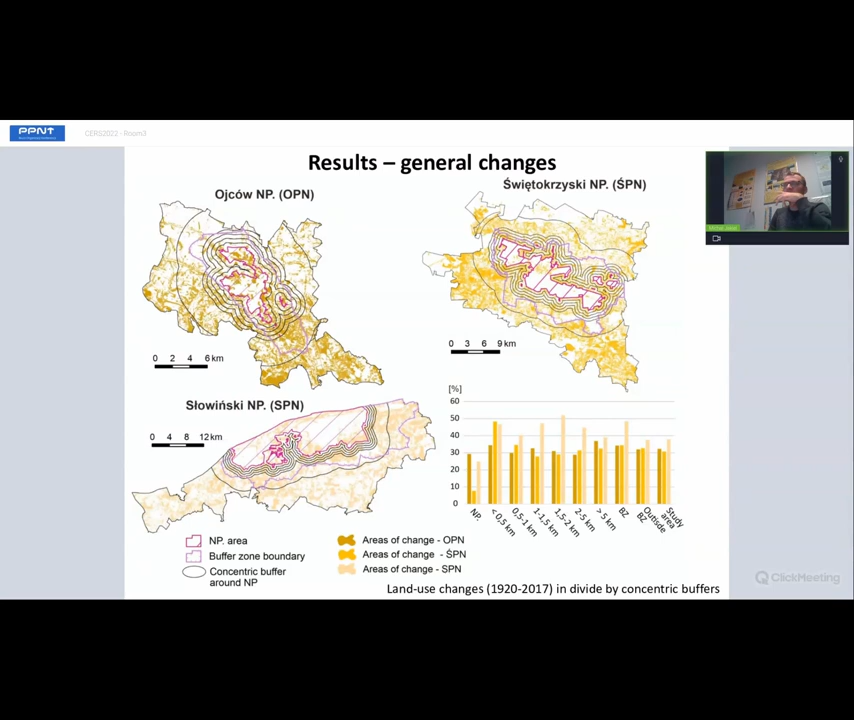 PPNT
CERS2022 - Room3
Results – general changes
Ojców NP. (OPN)
Świętokrzyski NP. (ŚPN)
0 2 4 6 km
0 3 6 9 km
Słowiński NP. (SPN)
0 4 8 12 km
[%]
60
50
40
30
20
10
0
NP.
< 0,5 km
0,5-1 km
1-1,5 km
1,5-2 km
2-5 km
> 5 km
BZ
Outisde
BZ
Study
area
NP. area
Buffer zone boundary
Concentric buffer
around NP
Areas of change - OPN
Areas of change - ŚPN
Areas of change - SPN
Land-use changes (1920-2017) in divide by concentric buffers
ClickMeeting